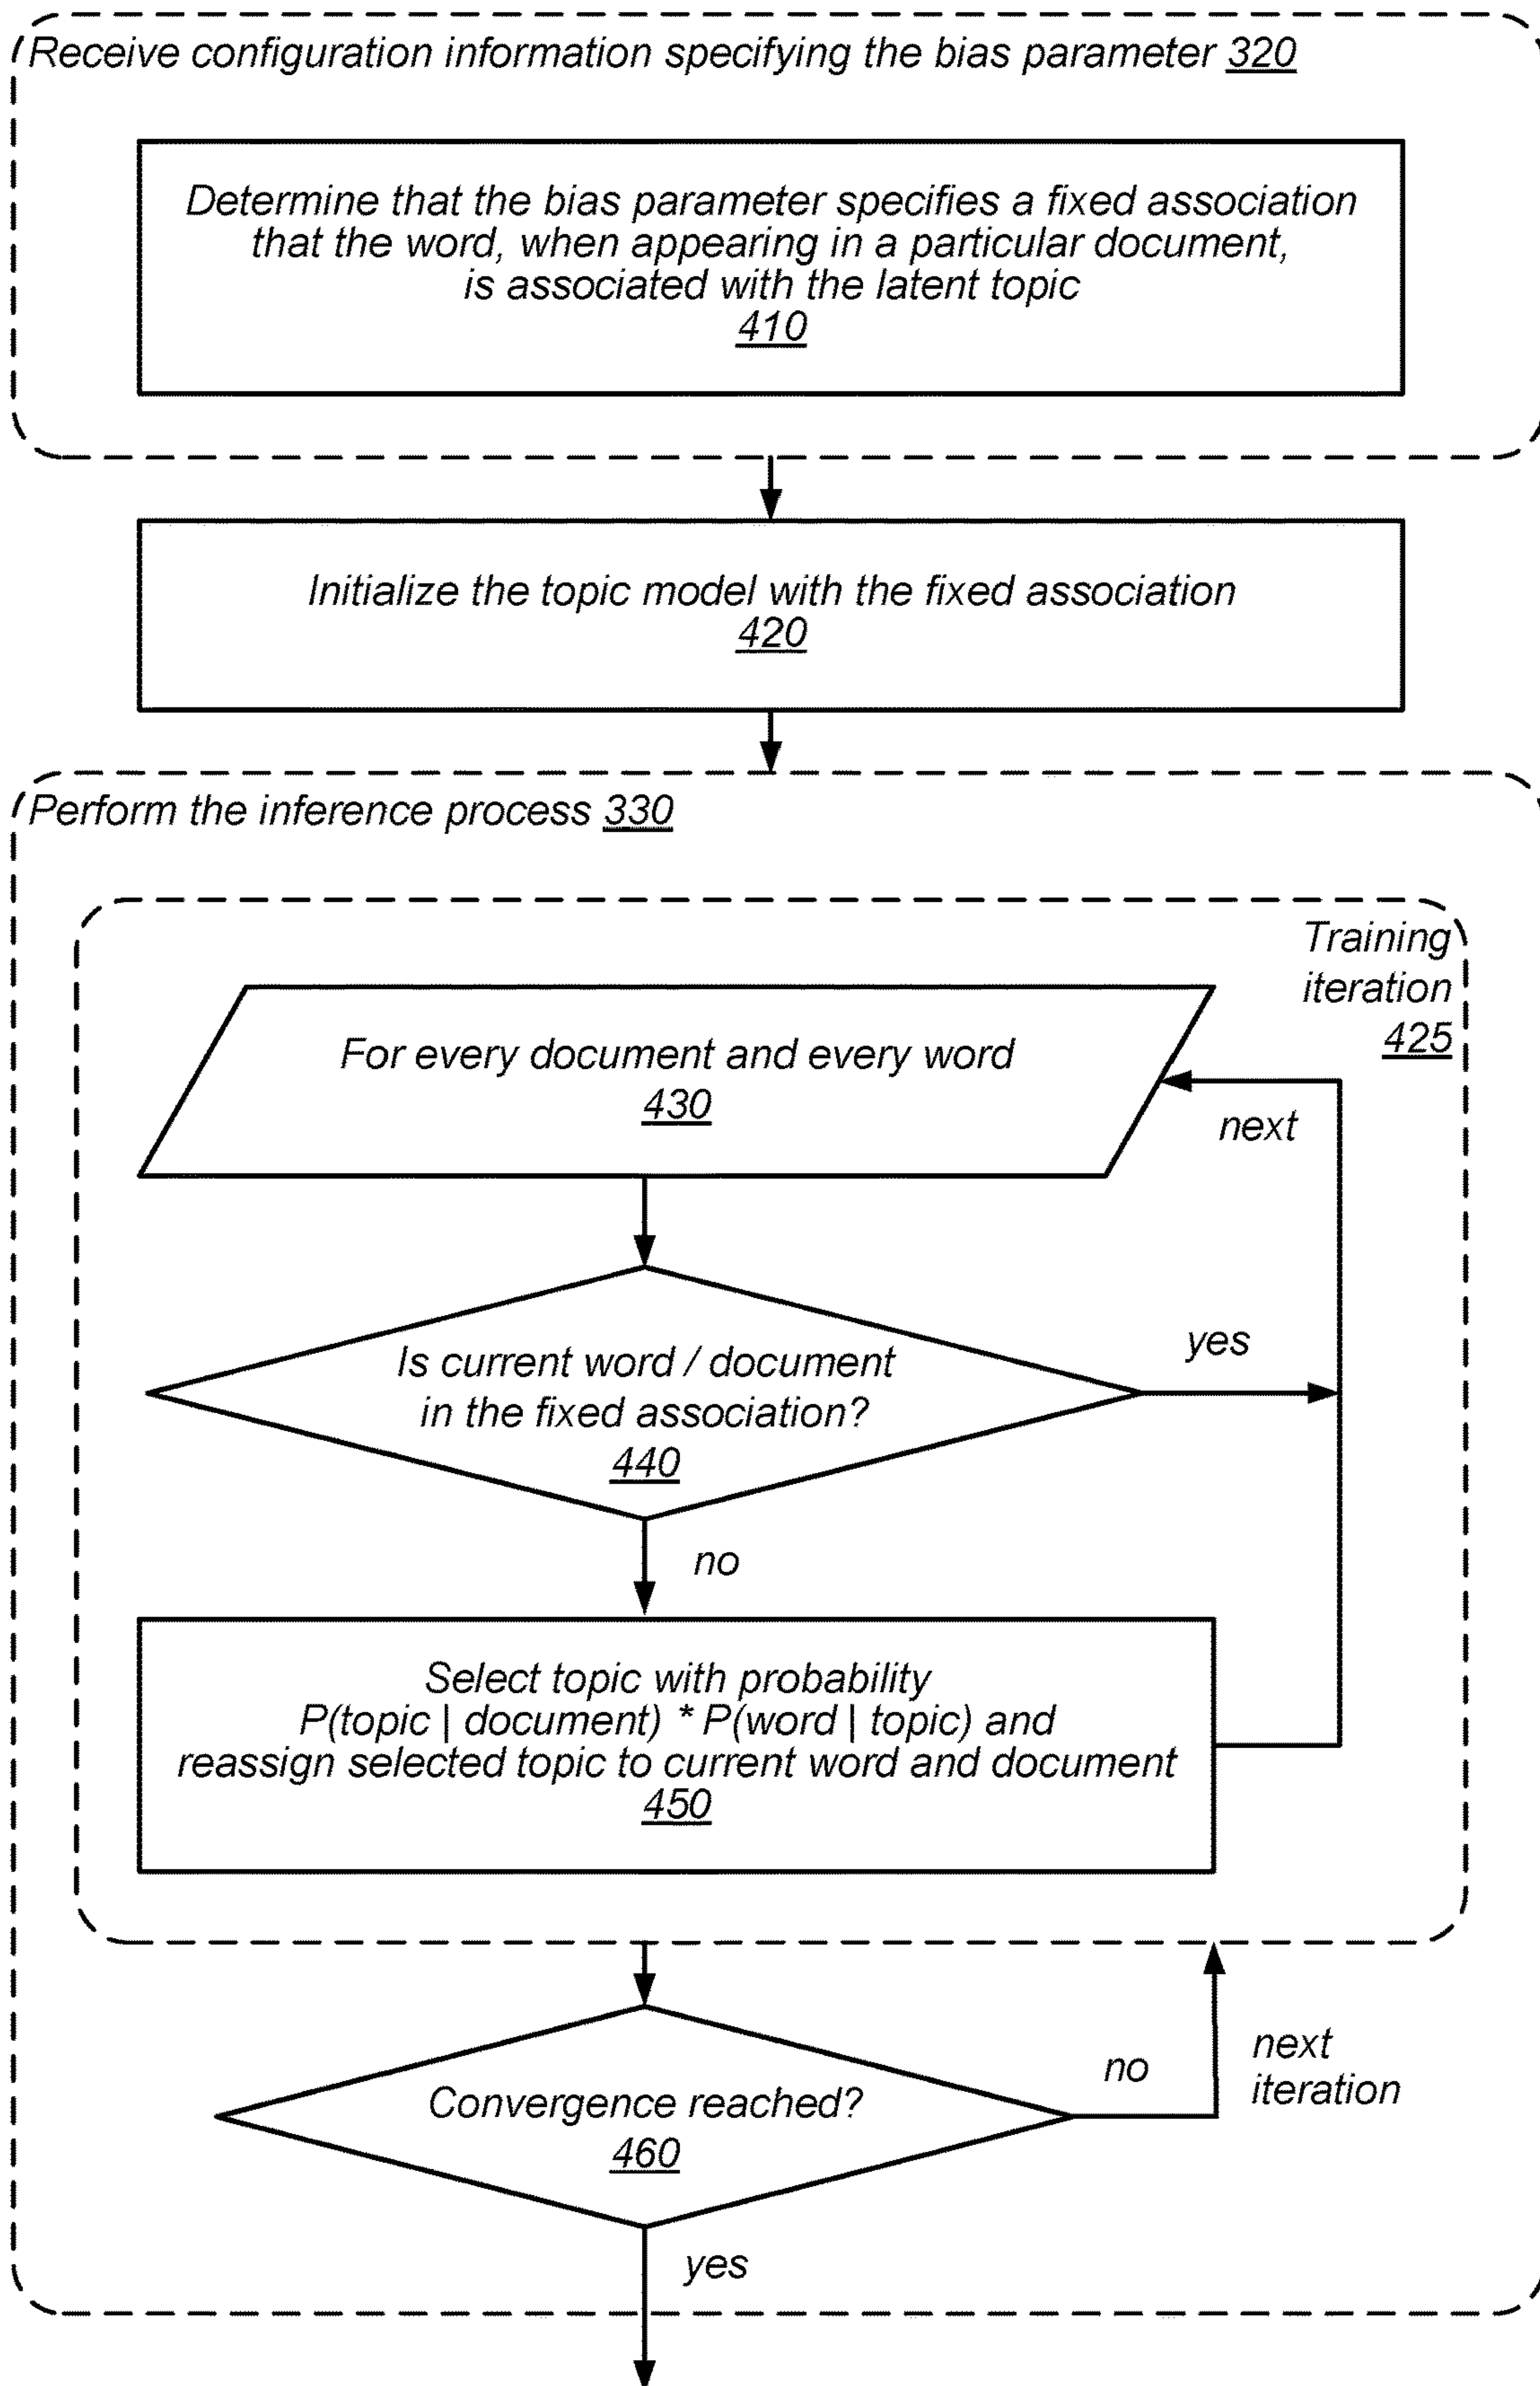 Receive configuration information specifying the bias parameter 320
Determine that the bias parameter specifies a fixed association
that the word, when appearing in a particular document,
is associated with the latent topic
410
Initialize the topic model with the fixed association
420
Perform the inference process 330
Training
iteration
425
For every document and every word
430
next
Is current word / document
in the fixed association?
440
yes
no
Select topic with probability
P(topic | document) * P(word | topic) and
reassign selected topic to current word and document
450
Convergence reached?
460
no
next
iteration
yes